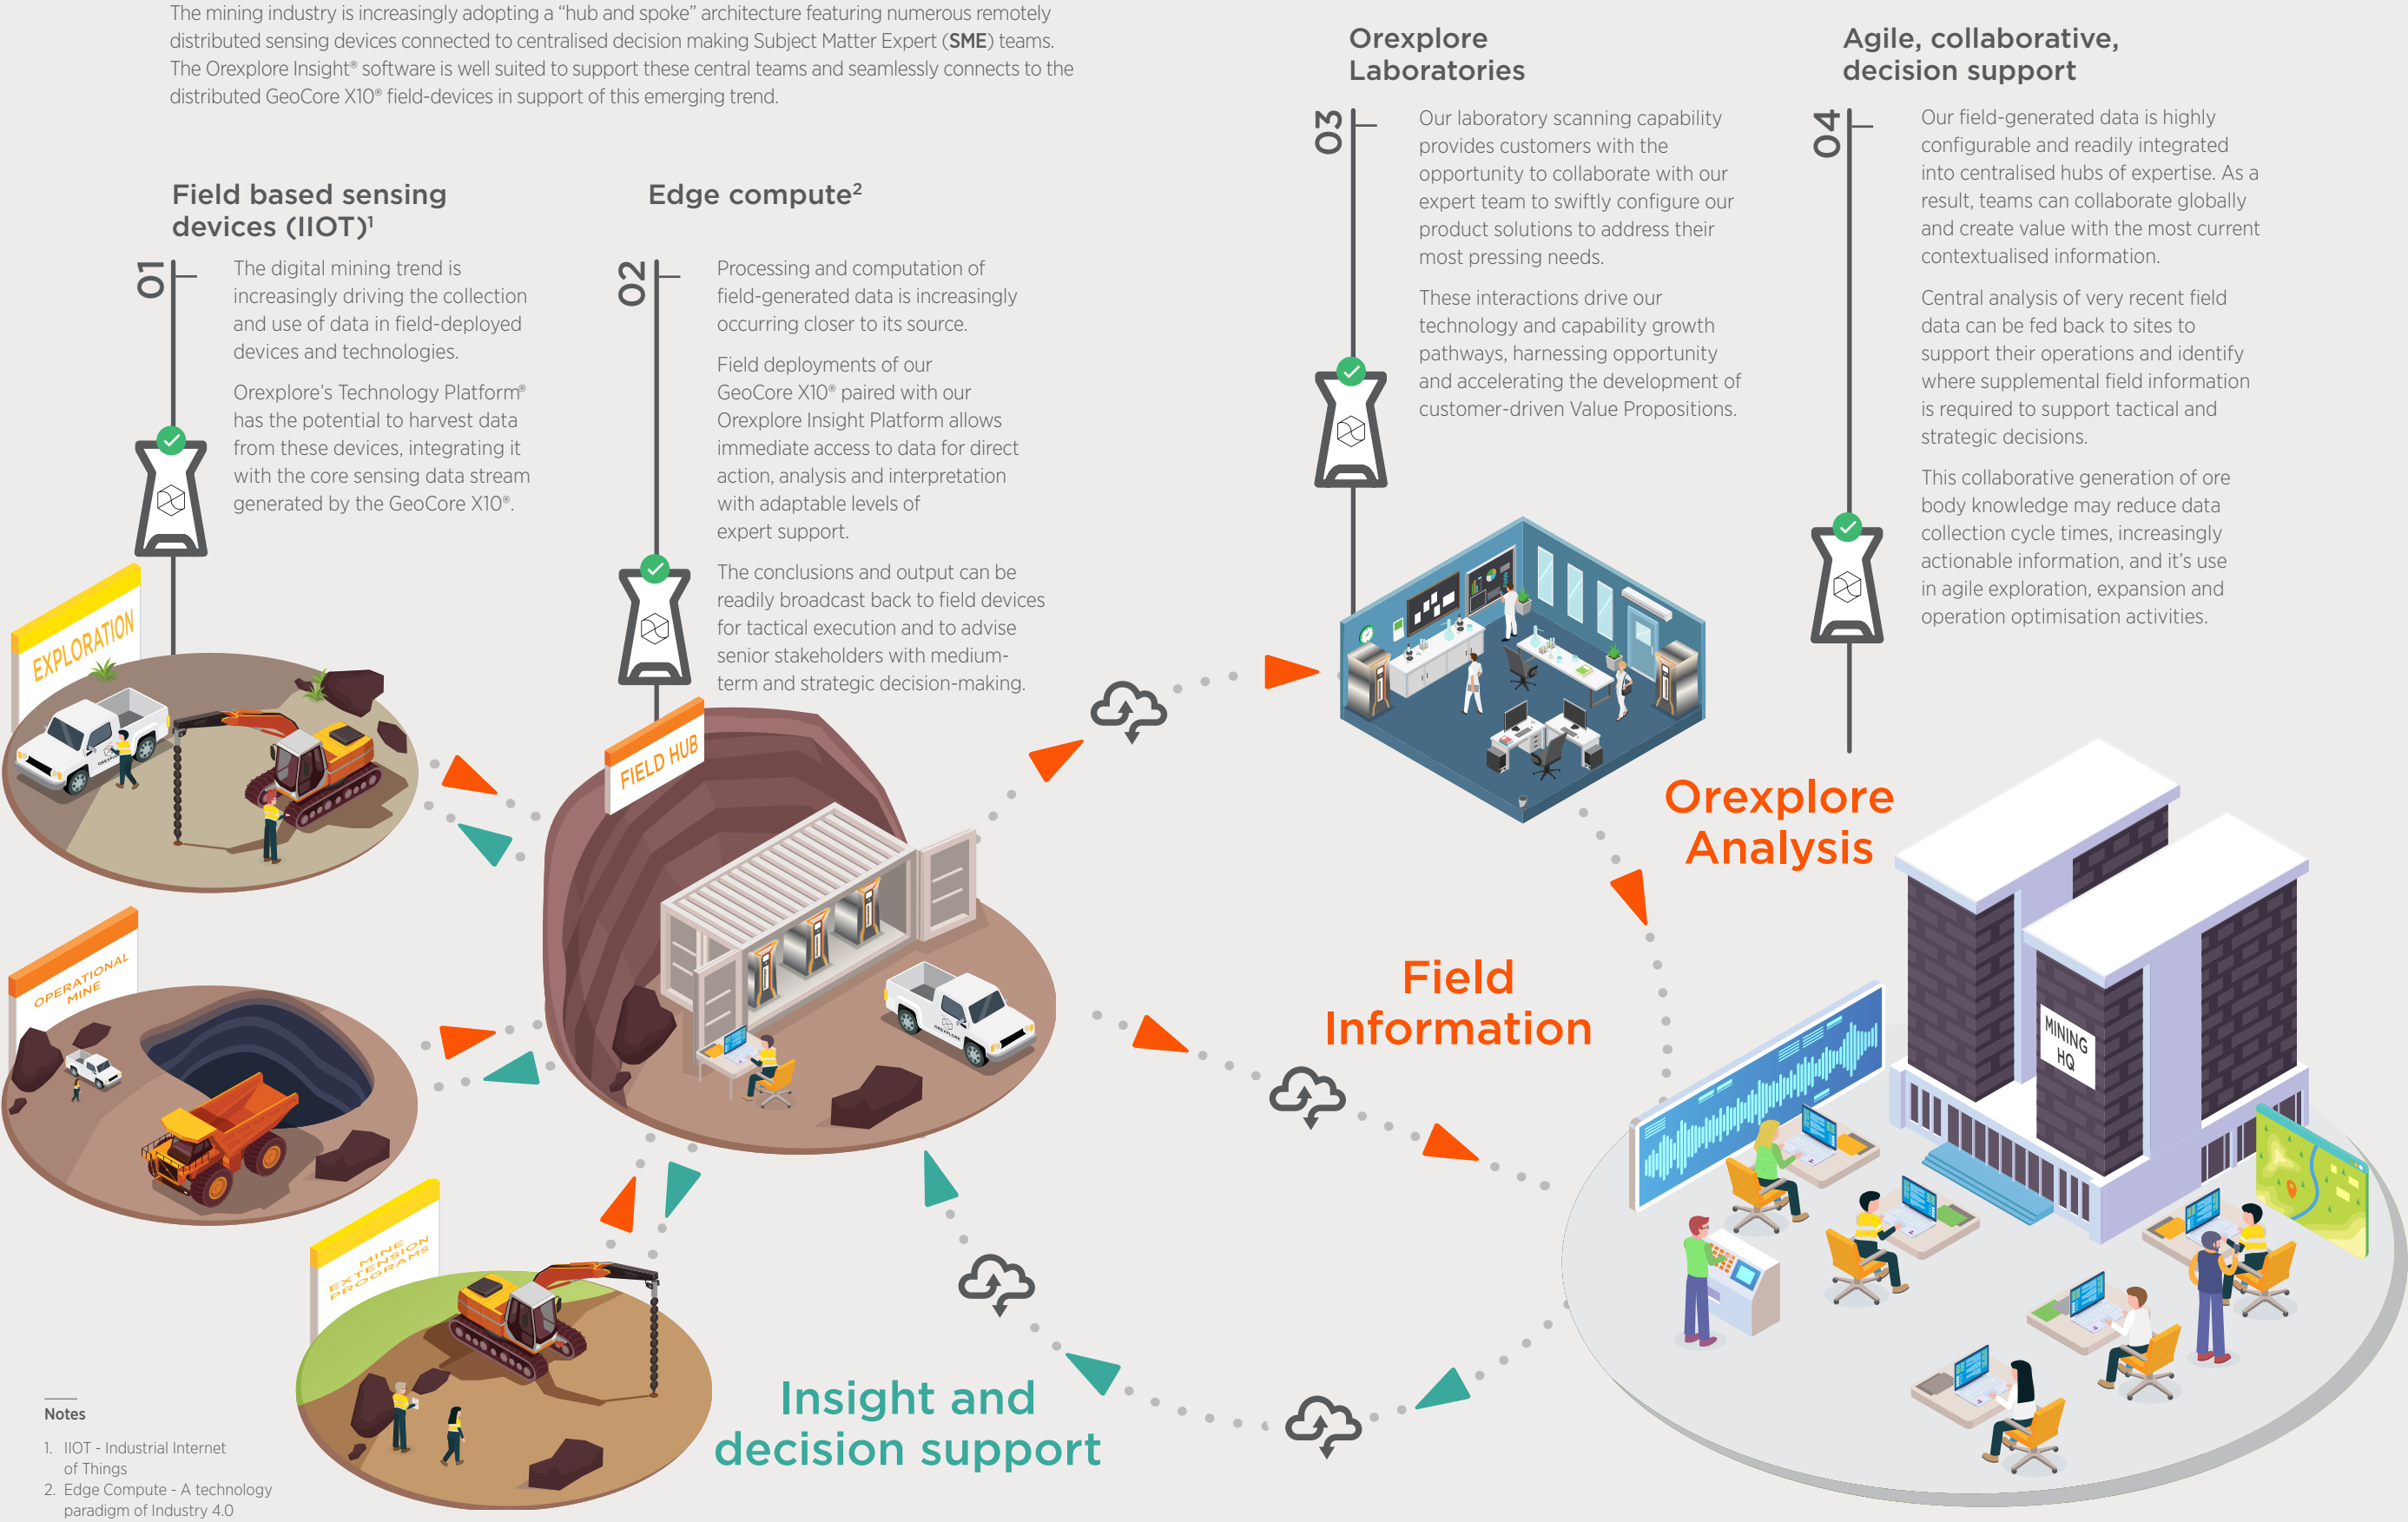 The mining industry is increasingly adopting a “hub and spoke” architecture featuring numerous remotely
distributed sensing devices connected to centralised decision making Subject Matter Expert (SME) teams.
The Orexplore Insight® software is well suited to support these central teams and seamlessly connects to the
distributed GeoCore X10® field-devices in support of this emerging trend.
Field based sensing
devices (IIOT)¹
01
The digital mining trend is
increasingly driving the collection
and use of data in field-deployed
devices and technologies.
Orexplore’s Technology Platform®
has the potential to harvest data
from these devices, integrating it
with the core sensing data stream
generated by the GeoCore X10®.
Edge compute²
02
Processing and computation of
field-generated data is increasingly
occurring closer to its source.
Field deployments of our
GeoCore X10® paired with our
Orexplore Insight Platform allows
immediate access to data for direct
action, analysis and interpretation
with adaptable levels of
expert support.
The conclusions and output can be
readily broadcast back to field devices
for tactical execution and to advise
senior stakeholders with medium-
term and strategic decision-making.
Orexplore
Laboratories
03
Our laboratory scanning capability
provides customers with the
opportunity to collaborate with our
expert team to swiftly configure our
product solutions to address their
most pressing needs.
These interactions drive our
technology and capability growth
pathways, harnessing opportunity
and accelerating the development of
customer-driven Value Propositions.
Agile, collaborative,
decision support
04
Our field-generated data is highly
configurable and readily integrated
into centralised hubs of expertise. As a
result, teams can collaborate globally
and create value with the most current
contextualised information.
Central analysis of very recent field
data can be fed back to sites to
support their operations and identify
where supplemental field information
is required to support tactical and
strategic decisions.
This collaborative generation of ore
body knowledge may reduce data
collection cycle times, increasingly
actionable information, and it’s use
in agile exploration, expansion and
operation optimisation activities.
EXPLORATION
OREXPLORE
FIELD HUB
OREXPLORE
OPERATIONAL
MINE
MINE
EXTENSION
PROGRAMS
Orexplore
Analysis
Field
Information
MINING
HQ
Insight and
decision support
Notes
1. IIOT - Industrial Internet
of Things
2. Edge Compute - A technology
paradigm of Industry 4.0